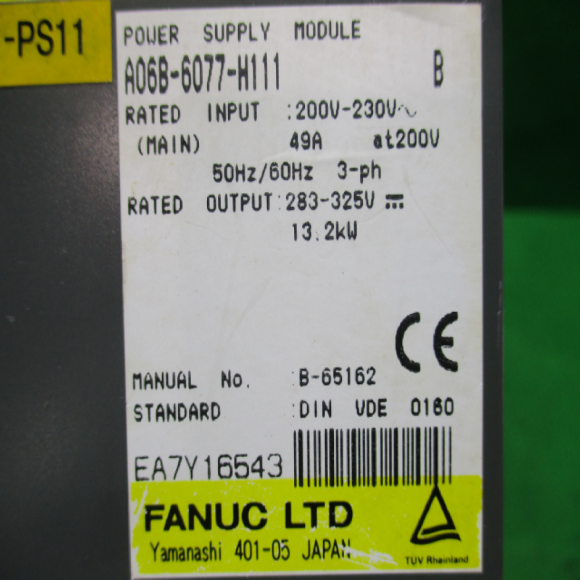 -PS11
POWER SUPPLY MODULE
A06B-6077-H111 B
RATED INPUT :200V-230V~
(MAIN) 49A at200V
50Hz/60Hz 3-ph
RATED OUTPUT:283-325V ⎓
13.2kW
CE
MANUAL No. :B-65162
STANDARD :DIN VDE 0160
EA7Y16543
FANUC LTD
Yamanashi 401-05 JAPAN
TÜV Rheinland